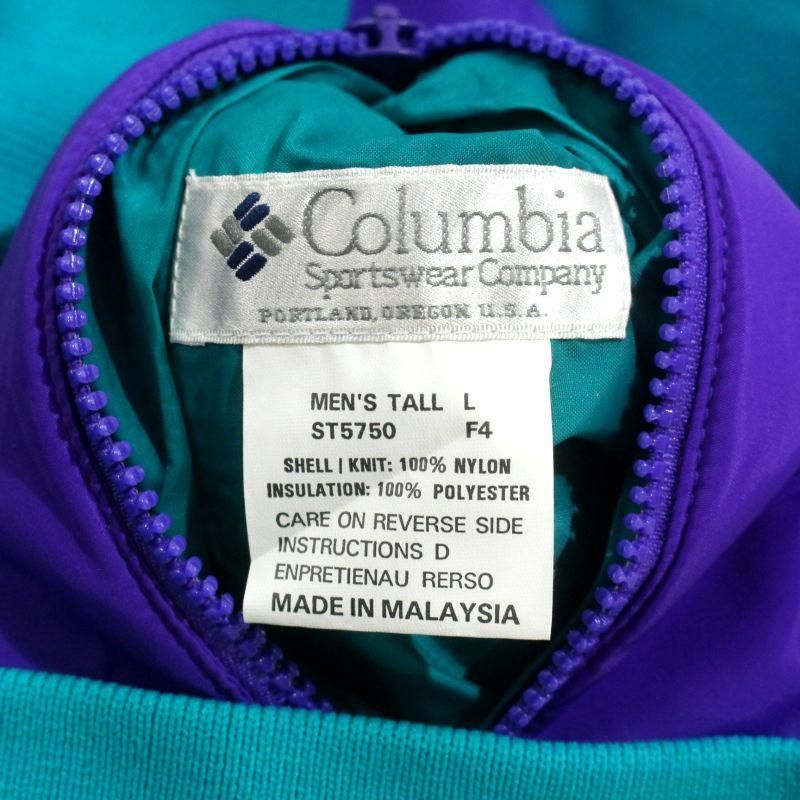 Columbia
Sportswear Company
PORTLAND, OREGON U.S.A.
MEN'S TALL L
ST5750 F4
SHELL | KNIT: 100% NYLON
INSULATION: 100% POLYESTER
CARE ON REVERSE SIDE
INSTRUCTIONS D
ENPRETIENAU RERSO
MADE IN MALAYSIA